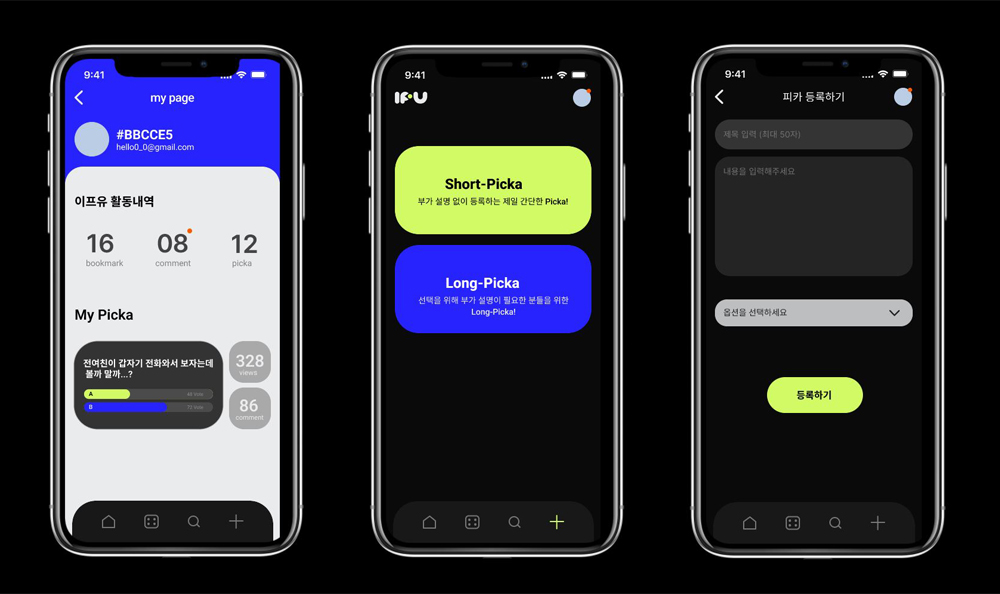 9:41
my page
#BBCCE5
hello0_0@gmail.com
이프유 활동내역
16
08
12
bookmark
comment
picka
My Picka
전여친이 갑자기 전화와서 보자는데
볼까 말까...?
A
B
328
views
86
comment
9:41
IF·U
Short-Picka
부가 설명 없이 등록하는 제일 간단한 Picka!
Long-Picka
선택을 위해 부가 설명이 필요한 분들을 위한
Long-Picka!
9:41
피카 등록하기
제목 입력 (최대 50자)
내용을 입력해주세요
옵션을 선택하세요
등록하기